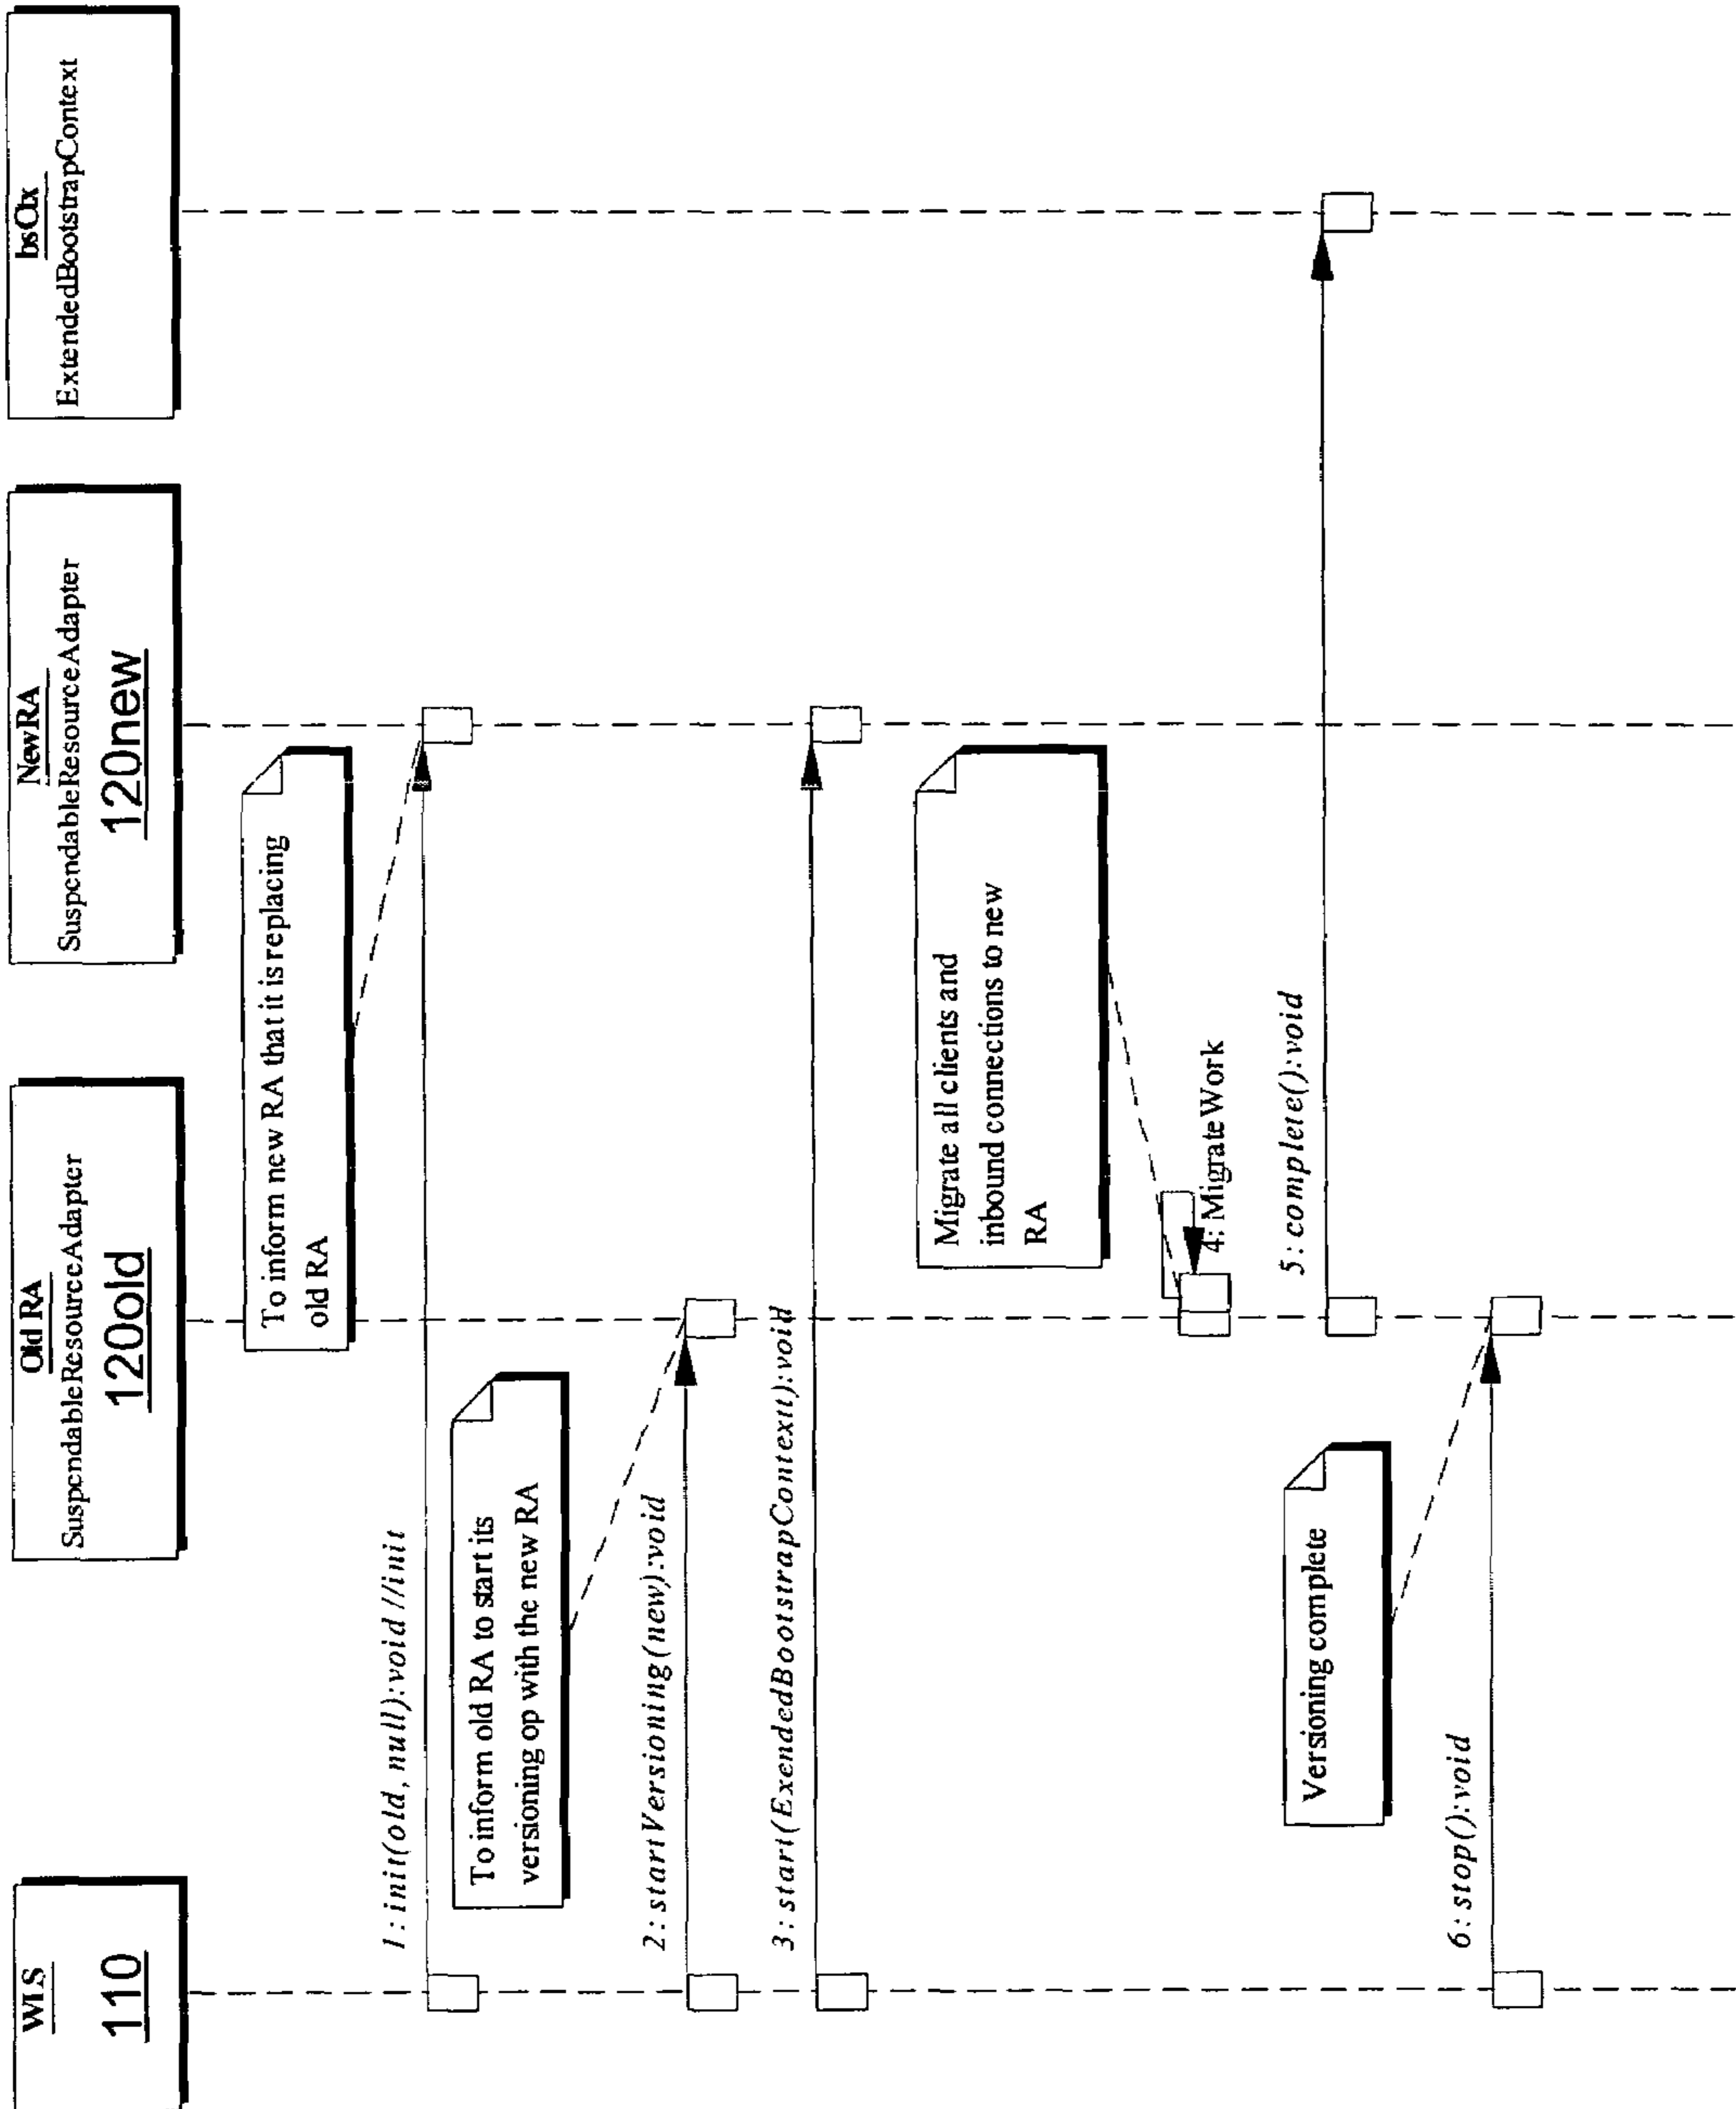 WLS
110
Old RA
SuspendableResourceAdapter
120old
NewRA
SuspendableResourceAdapter
120new
bsCtx
ExtendedBootstrapContext
To inform new RA that it is replacing
old RA
1: init(old, null):void //init
To inform old RA to start its
versioning op with the new RA
2: startVersioning(new):void
3: start(ExendedBootstrapContext):void
Migrate all clients and
inbound connections to new
RA
4: MigrateWork
5: complete():void
Versioning complete
6: stop():void